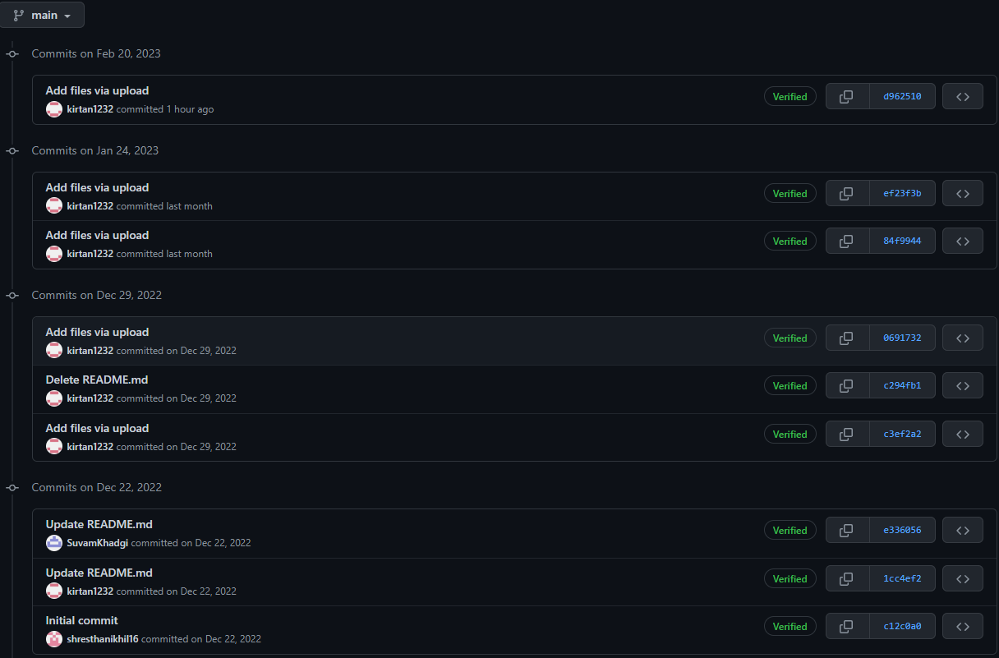 main
Commits on Feb 20, 2023
Add files via upload
kirtan1232 committed 1 hour ago
Verified
d962510
Commits on Jan 24, 2023
Add files via upload
kirtan1232 committed last month
Verified
ef23f3b
Add files via upload
kirtan1232 committed last month
Verified
84f9944
Commits on Dec 29, 2022
Add files via upload
kirtan1232 committed on Dec 29, 2022
Verified
0691732
Delete README.md
kirtan1232 committed on Dec 29, 2022
Verified
c294fb1
Add files via upload
kirtan1232 committed on Dec 29, 2022
Verified
c3ef2a2
Commits on Dec 22, 2022
Update README.md
SuvamKhadgi committed on Dec 22, 2022
Verified
e336056
Update README.md
kirtan1232 committed on Dec 22, 2022
Verified
1cc4ef2
Initial commit
shresthanikhil16 committed on Dec 22, 2022
Verified
c12c0a0